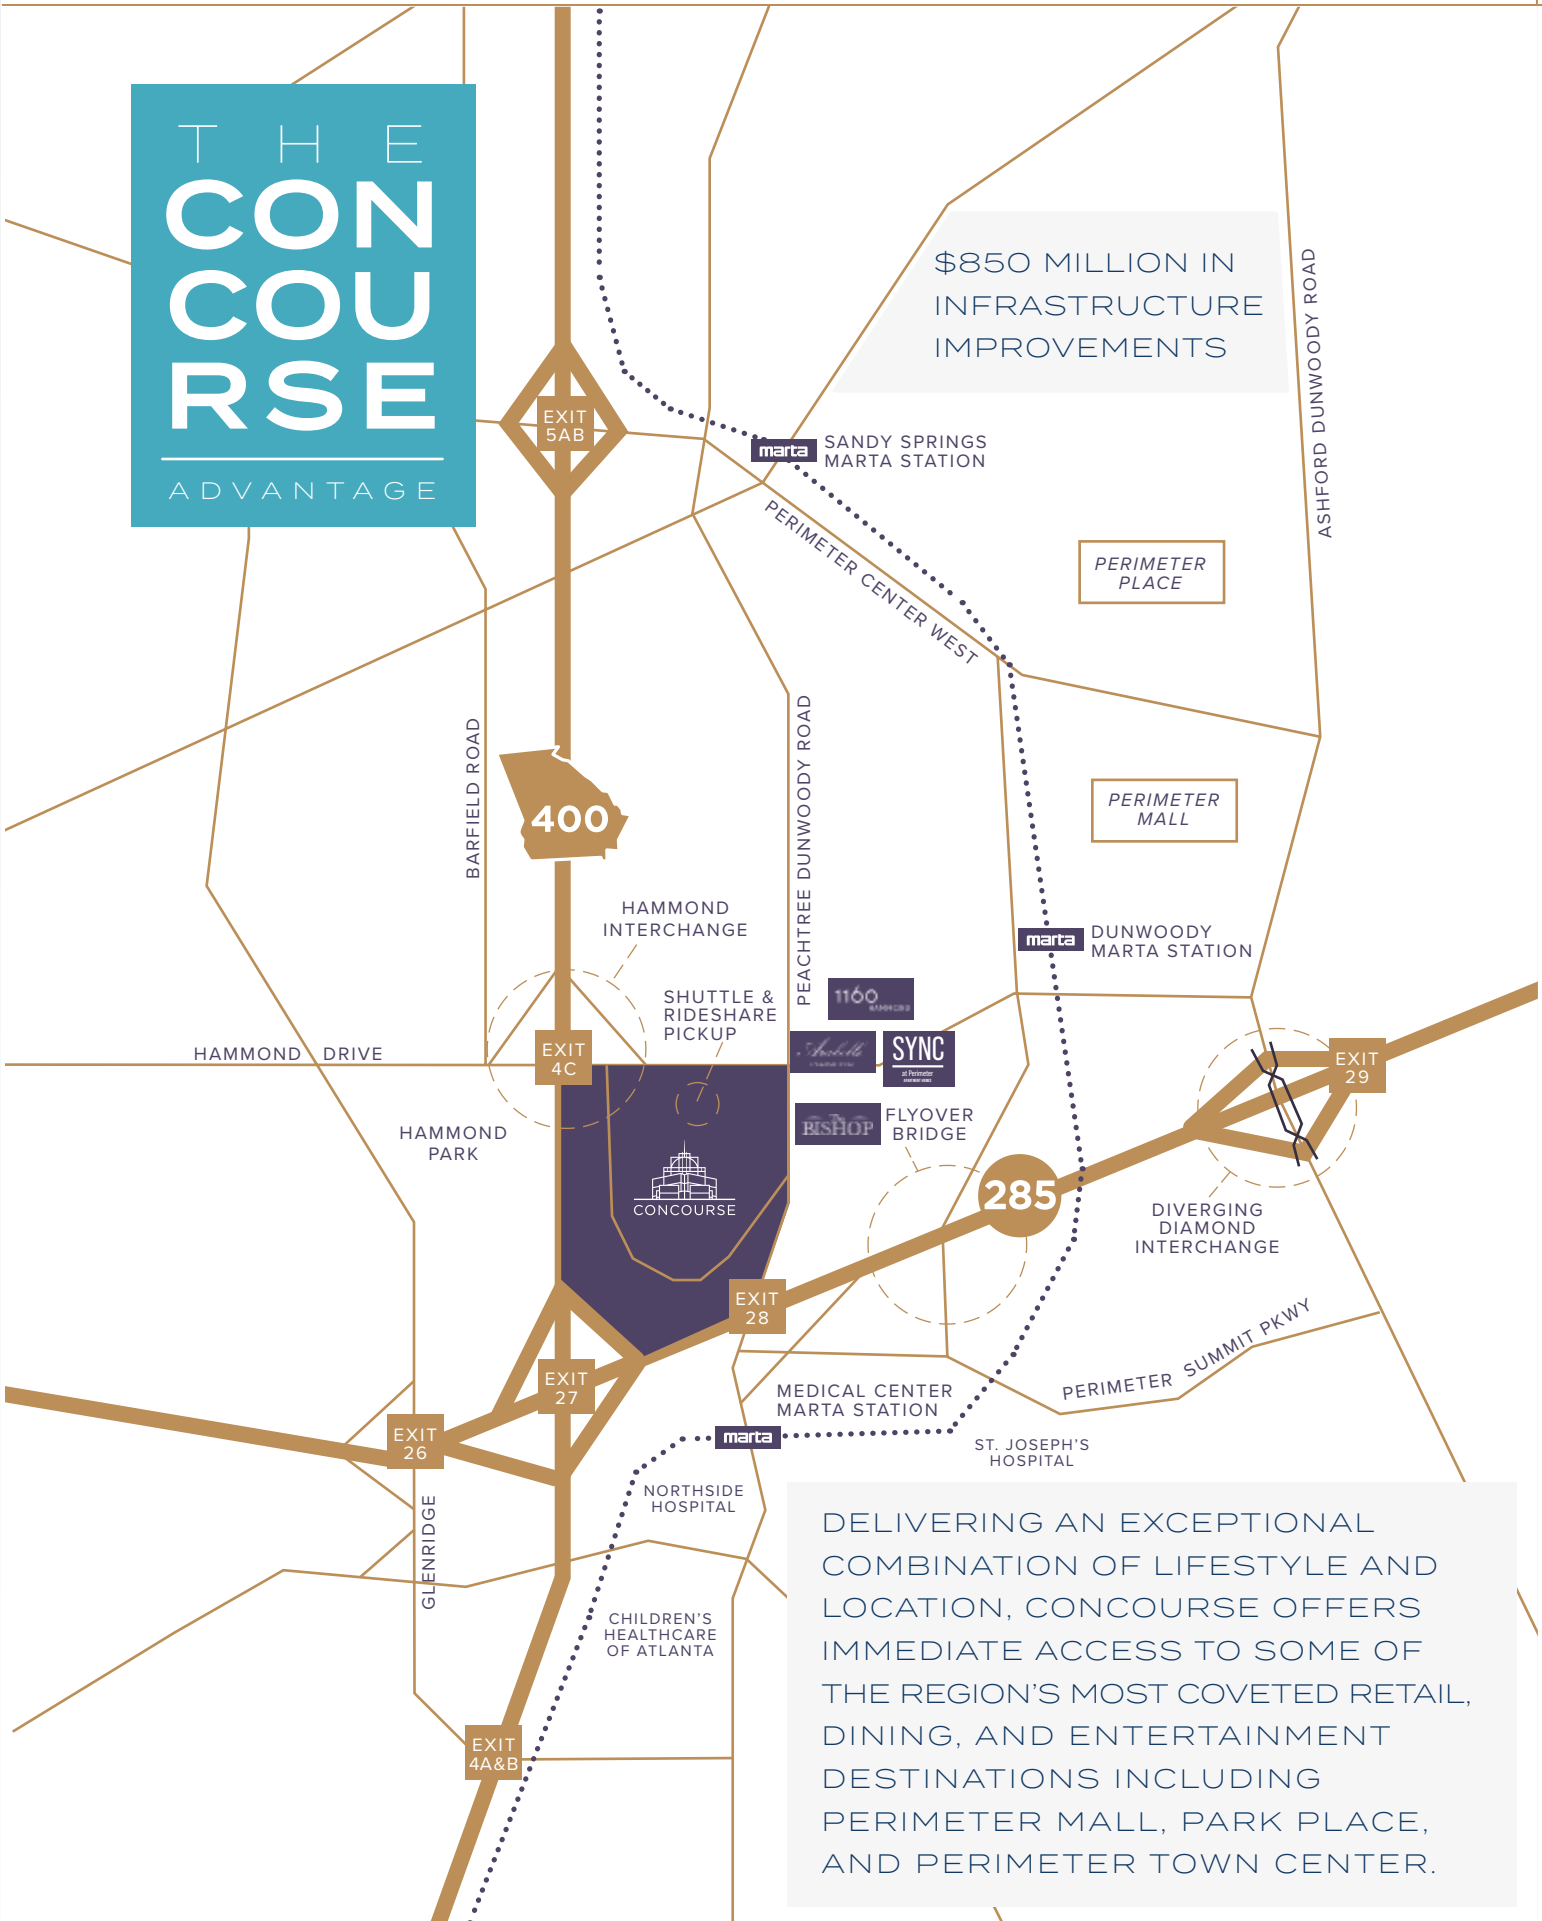 THE
CON
COU
RSE
ADVANTAGE
$850 MILLION IN
INFRASTRUCTURE
IMPROVEMENTS
ASHFORD DUNWOODY ROAD
EXIT
5AB
marta
SANDY SPRINGS
MARTA STATION
PERIMETER CENTER WEST
PERIMETER
PLACE
BARFIELD ROAD
400
PEACHTREE DUNWOODY ROAD
PERIMETER
MALL
HAMMOND
INTERCHANGE
marta
DUNWOODY
MARTA STATION
SHUTTLE &
RIDESHARE
PICKUP
1160
HAMMOND
HAMMOND DRIVE
EXIT
4C
SYNC
at Perimeter
EXIT
29
HAMMOND
PARK
BISHOP
FLYOVER
BRIDGE
CONCOURSE
285
DIVERGING
DIAMOND
INTERCHANGE
EXIT
28
PERIMETER SUMMIT PKWY
EXIT
27
MEDICAL CENTER
MARTA STATION
marta
EXIT
26
ST. JOSEPH'S
HOSPITAL
NORTHSIDE
HOSPITAL
GLENRIDGE
CHILDREN'S
HEALTHCARE
OF ATLANTA
EXIT
4A&B
DELIVERING AN EXCEPTIONAL
COMBINATION OF LIFESTYLE AND
LOCATION, CONCOURSE OFFERS
IMMEDIATE ACCESS TO SOME OF
THE REGION'S MOST COVETED RETAIL,
DINING, AND ENTERTAINMENT
DESTINATIONS INCLUDING
PERIMETER MALL, PARK PLACE,
AND PERIMETER TOWN CENTER.